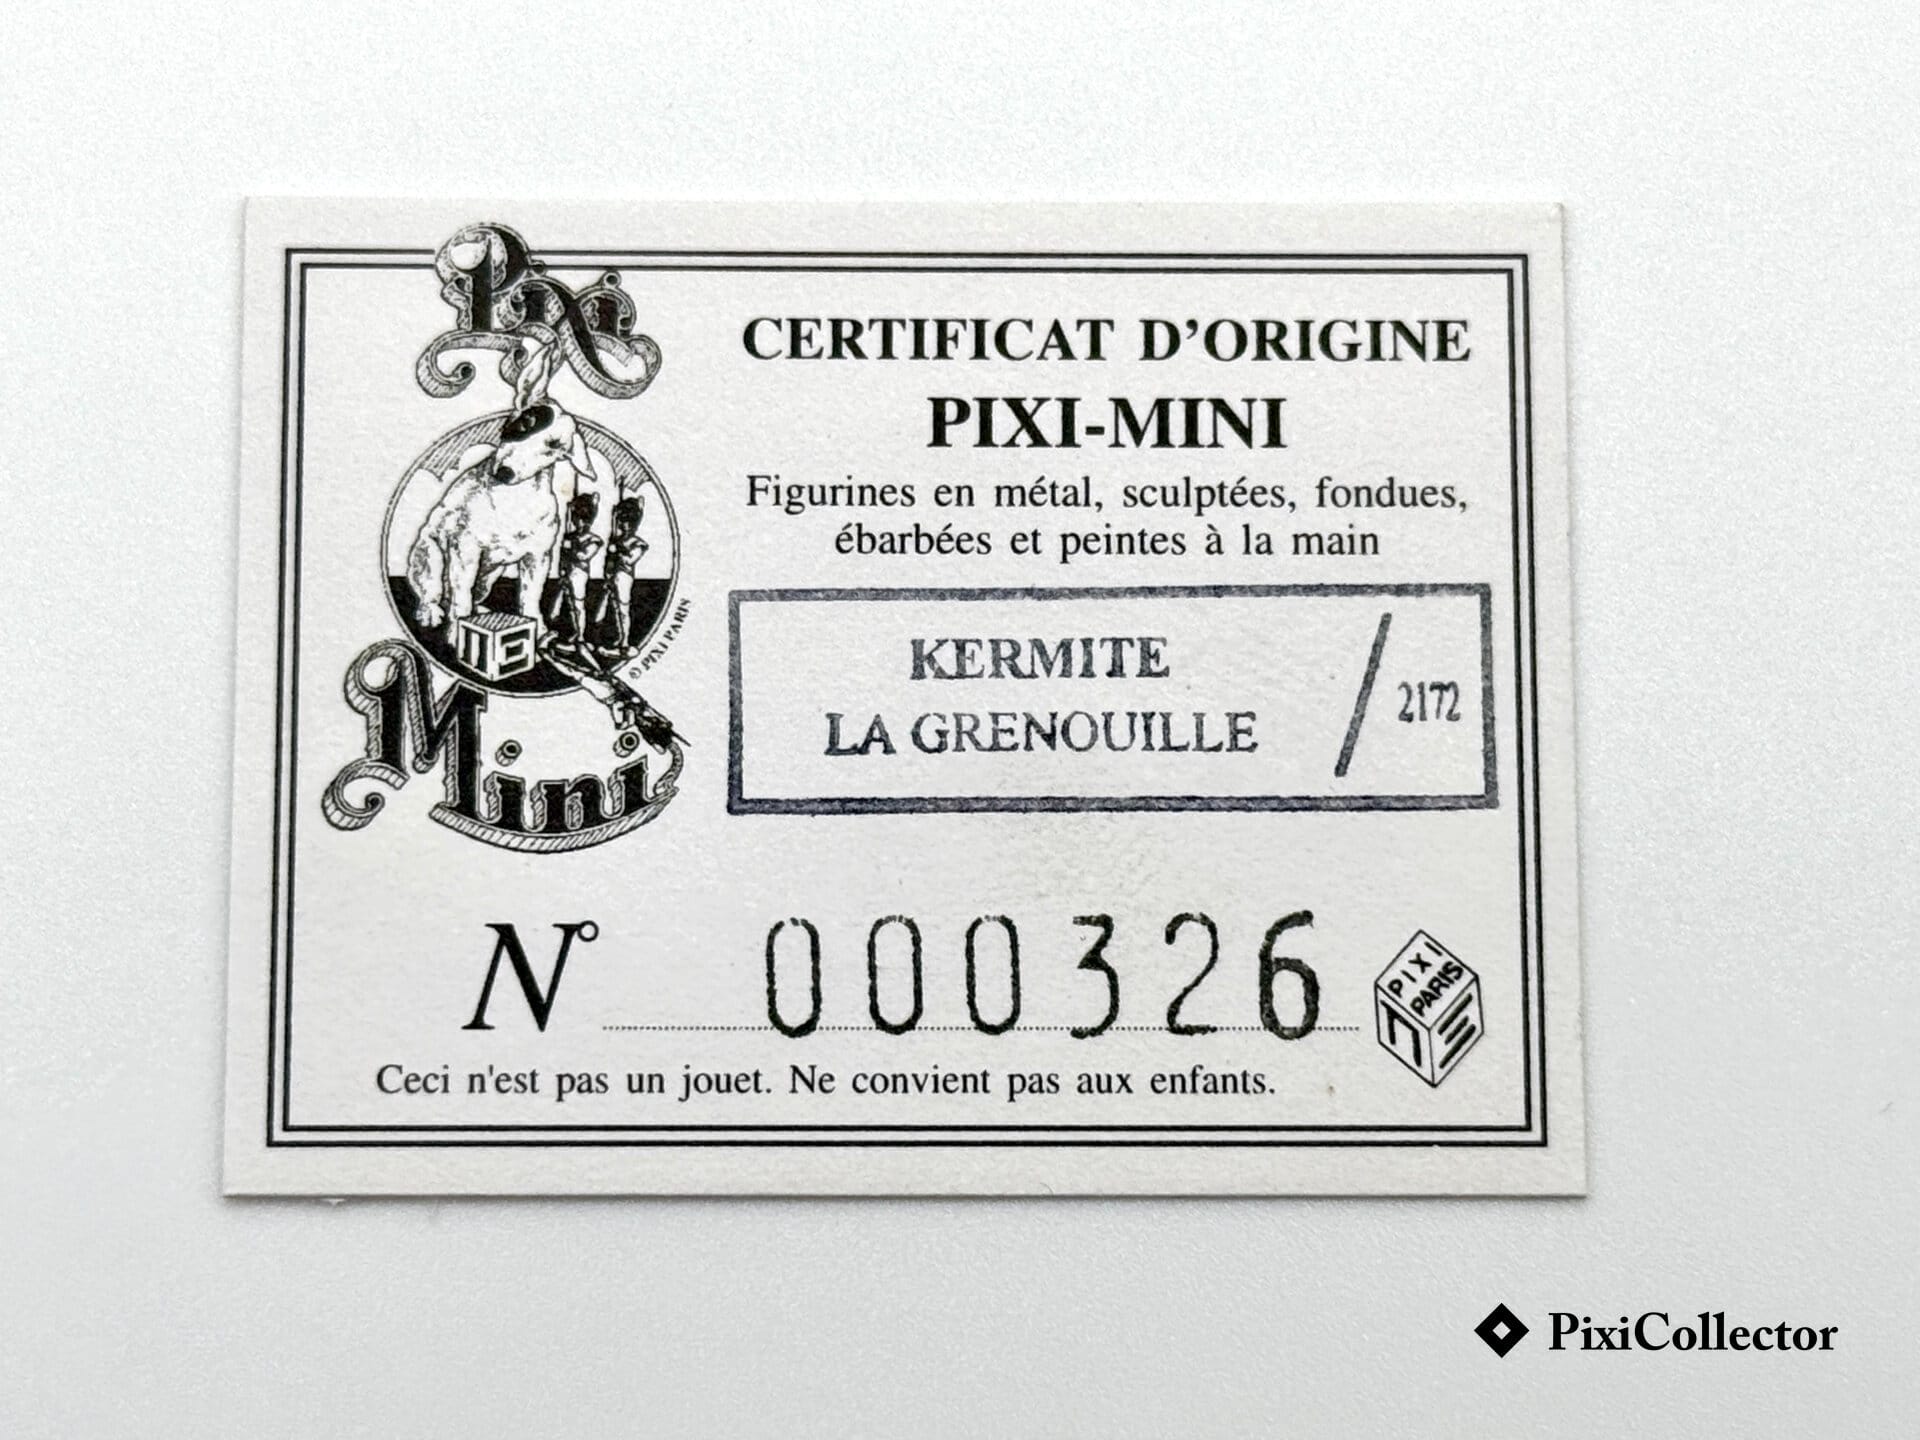 Pixi
Mini
© PIXI PARIS
CERTIFICAT D'ORIGINE
PIXI-MINI
Figurines en métal, sculptées, fondues,
ébarbées et peintes à la main
KERMITE
LA GRENOUILLE
/ 2172
N° 000326
PIXI
PARIS
Ceci n'est pas un jouet. Ne convient pas aux enfants.
PixiCollector